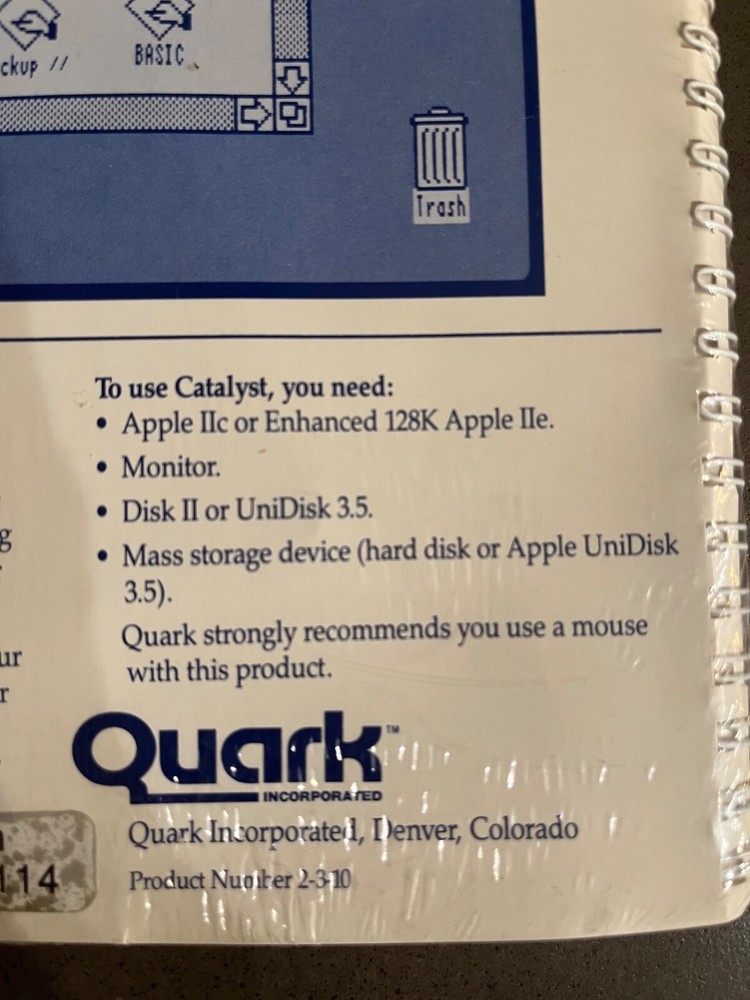 ckup //
BASIC
Trash
To use Catalyst, you need:
• Apple IIc or Enhanced 128K Apple IIe.
• Monitor.
• Disk II or UniDisk 3.5.
g
• Mass storage device (hard disk or Apple UniDisk
3.5).
Quark strongly recommends you use a mouse
ur
with this product.
r
Quark™
INCORPORATED
Quark Incorporated, Denver, Colorado
114
Product Number 2-3-10